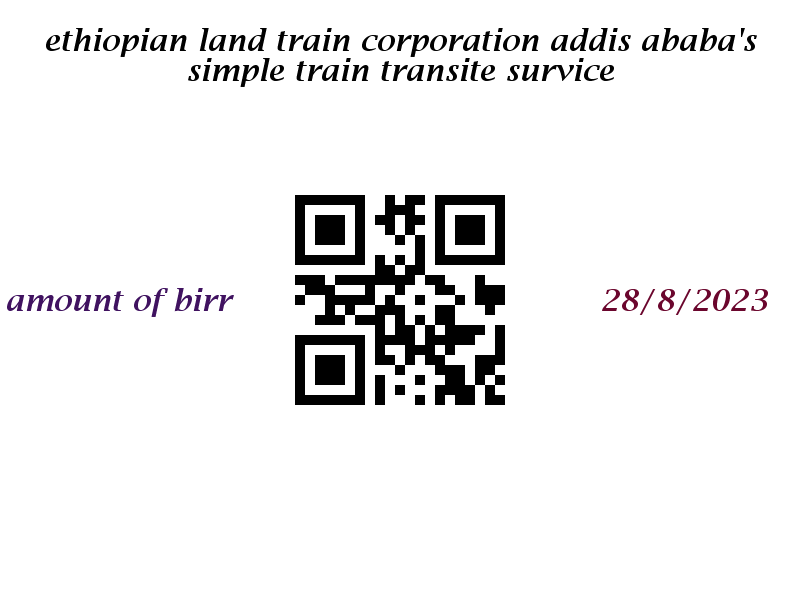 ethiopian land train corporation addis ababa's
simple train transite survice
amount of birr
28/8/2023